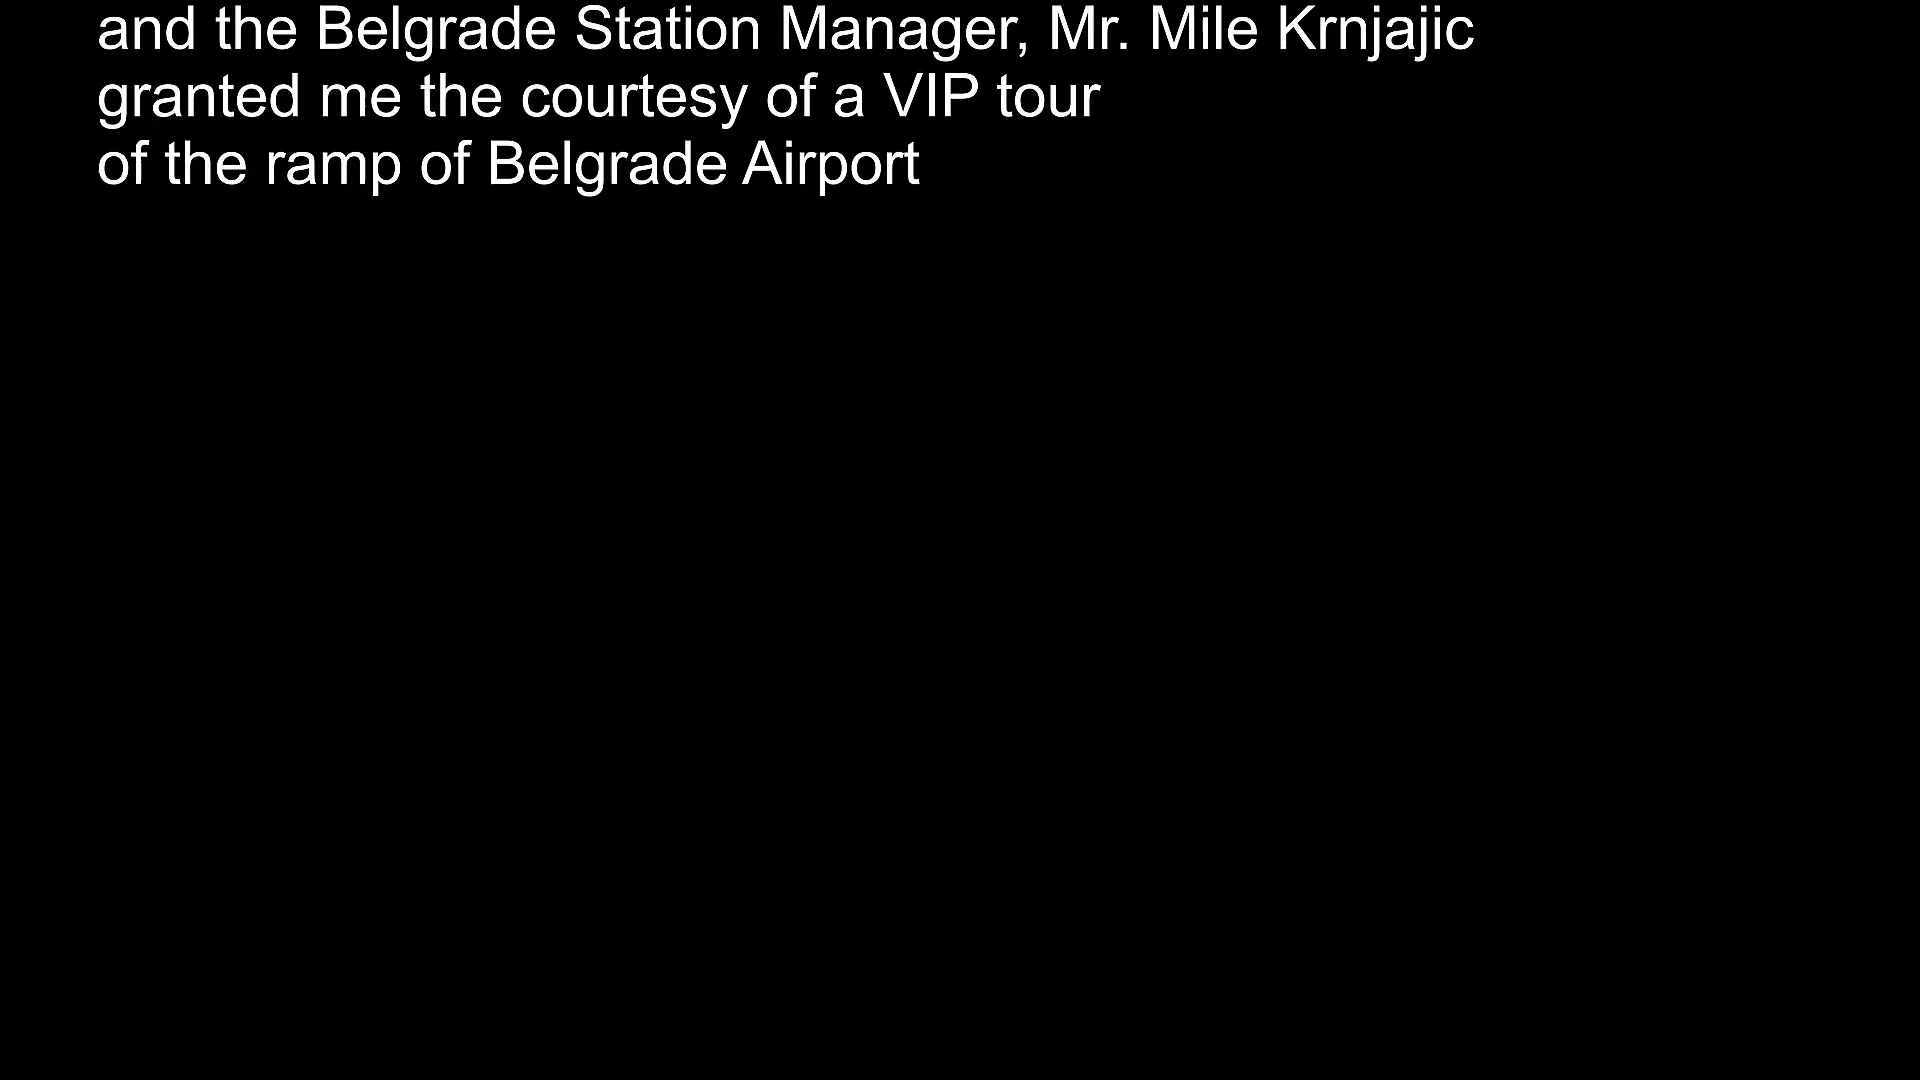 and the Belgrade Station Manager, Mr. Mile Krnjajic
granted me the courtesy of a VIP tour
of the ramp of Belgrade Airport